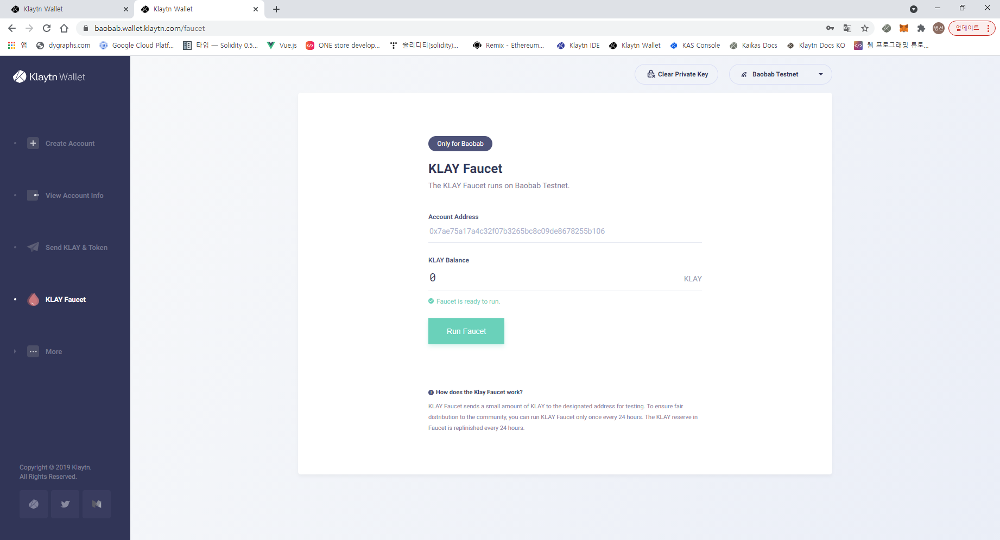 Klaytn Wallet
Klaytn Wallet
baobab.wallet.klaytn.com/faucet
병선
업데이트
앱
dygraphs.com
Google Cloud Platf...
타입 — Solidity 0.5...
Vue.js
ONE store develop...
솔리디티(solidity)...
Remix - Ethereum...
Klaytn IDE
Klaytn Wallet
KAS Console
Kaikas Docs
Klaytn Docs KO
웹 프로그래밍 튜토...
Klaytn Wallet
Clear Private Key
Baobab Testnet
Create Account
View Account Info
Send KLAY & Token
KLAY Faucet
More
Only for Baobab
KLAY Faucet
The KLAY Faucet runs on Baobab Testnet.
Account Address
0x7ae75a17a4c32f07b3265bc8c09de8678255b106
KLAY Balance
0 KLAY
Faucet is ready to run.
Run Faucet
How does the Klay Faucet work?
KLAY Faucet sends a small amount of KLAY to the designated address for testing. To ensure fair
distribution to the community, you can run KLAY Faucet only once every 24 hours. The KLAY reserve in
Faucet is replinished every 24 hours.
Copyright © 2019 Klaytn.
All Rights Reserved.